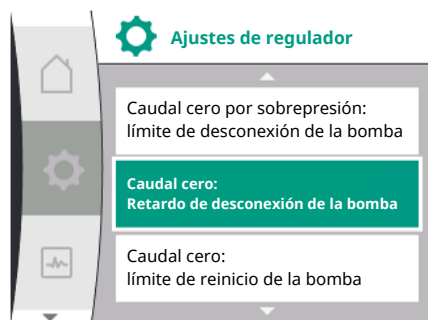 Ajustes de regulador
Caudal cero por sobrepresión:
límite de desconexión de la bomba
Caudal cero:
Retardo de desconexión de la bomba
Caudal cero:
límite de reinicio de la bomba